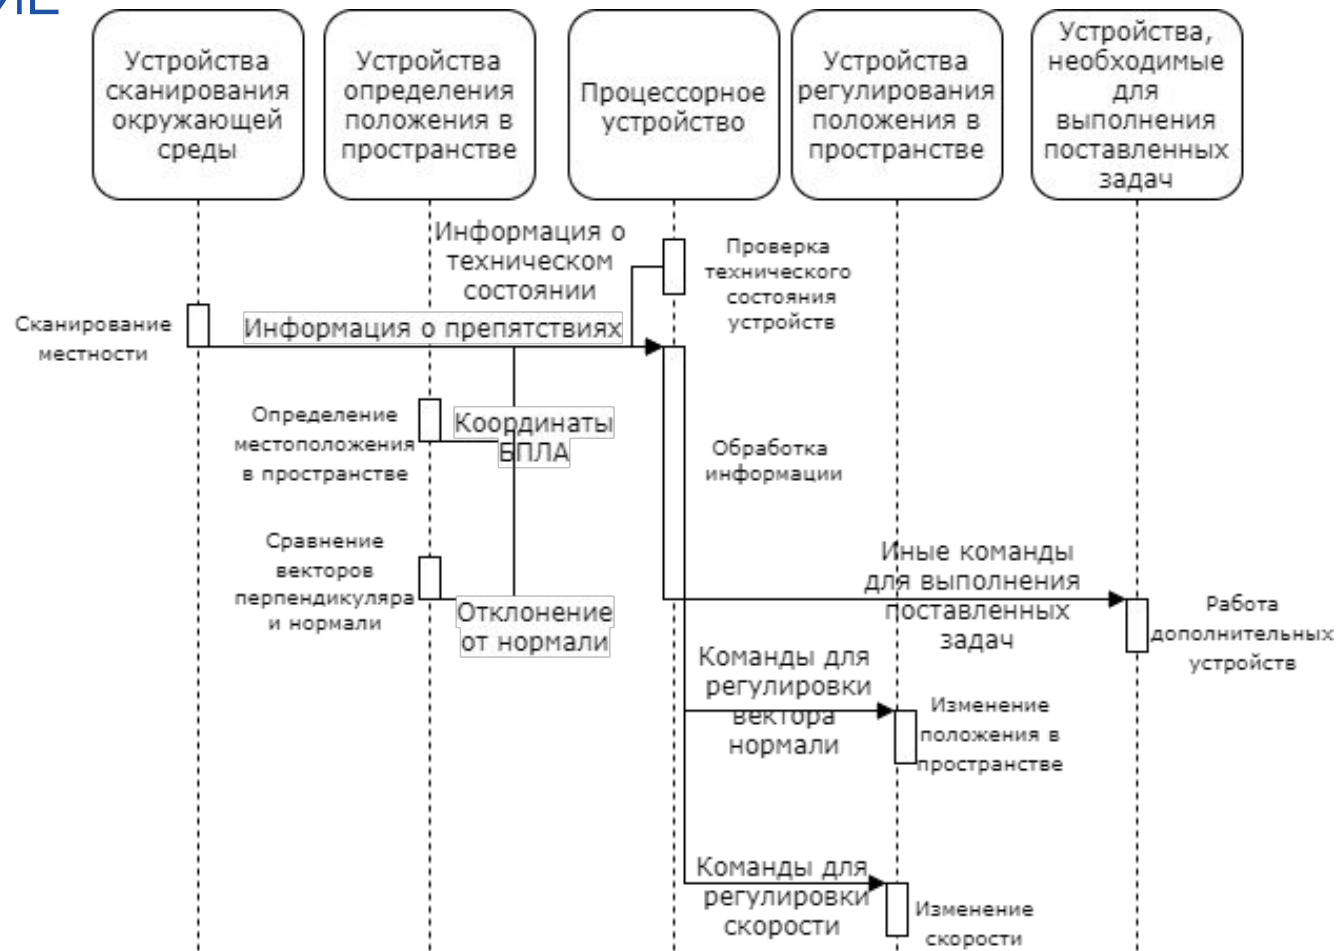 Устройства
сканирования
окружающей
среды
Устройства
определения
положения в
пространстве
Процессорное
устройство
Устройства
регулирования
положения в
пространстве
Устройства,
необходимые
для
выполнения
поставленных
задач
Информация о
техническом
состоянии
Проверка
технического
состояния
устройств
Сканирование
местности
Информация о препятствиях
Определение
местоположения
в пространстве
Координаты
БПЛА
Обработка
информации
Сравнение
векторов
перпендикуляра
и нормали
Отклонение
от нормали
Иные команды
для выполнения
поставленных
задач
Работа
дополнительных
устройств
Команды для
регулировки
вектора
нормали
Изменение
положения в
пространстве
Команды для
регулировки
скорости
Изменение
скорости